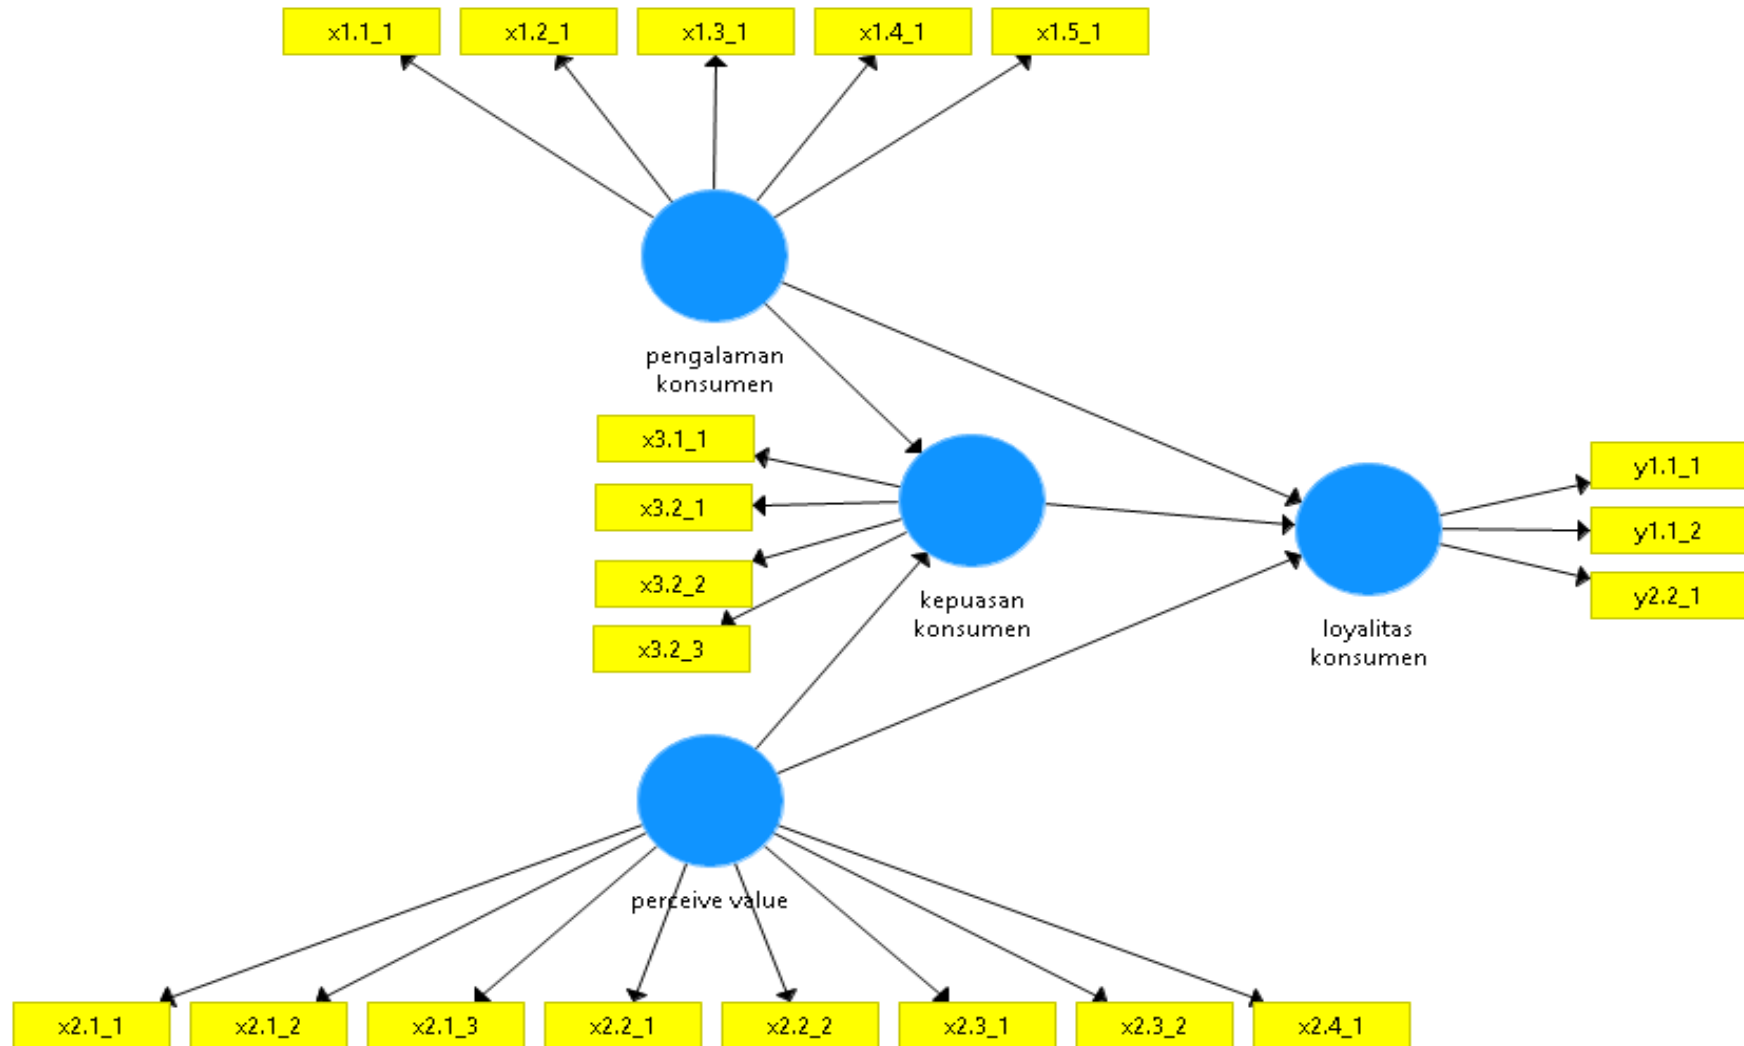 x1.1_1
x1.2_1
x1.3_1
x1.4_1
x1.5_1
pengalaman
konsumen
x3.1_1
x3.2_1
x3.2_2
x3.2_3
kepuasan
konsumen
loyalitas
konsumen
y1.1_1
y1.1_2
y2.2_1
perceive value
x2.1_1
x2.1_2
x2.1_3
x2.2_1
x2.2_2
x2.3_1
x2.3_2
x2.4_1